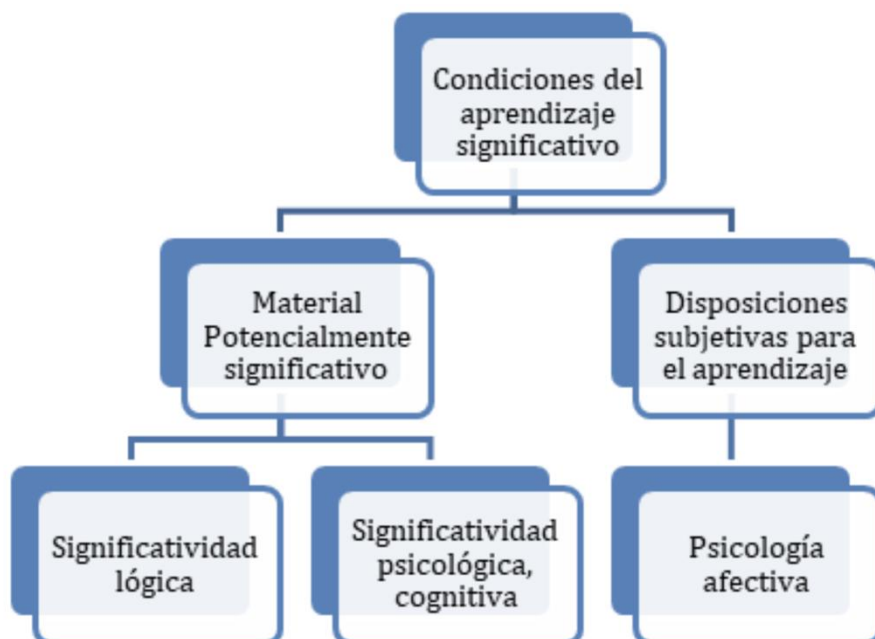 Condiciones del
aprendizaje
significativo
Material
Potencialmente
significativo
Disposiciones
subjetivas para
el aprendizaje
Significatividad
lógica
Significatividad
psicológica,
cognitiva
Psicología
afectiva